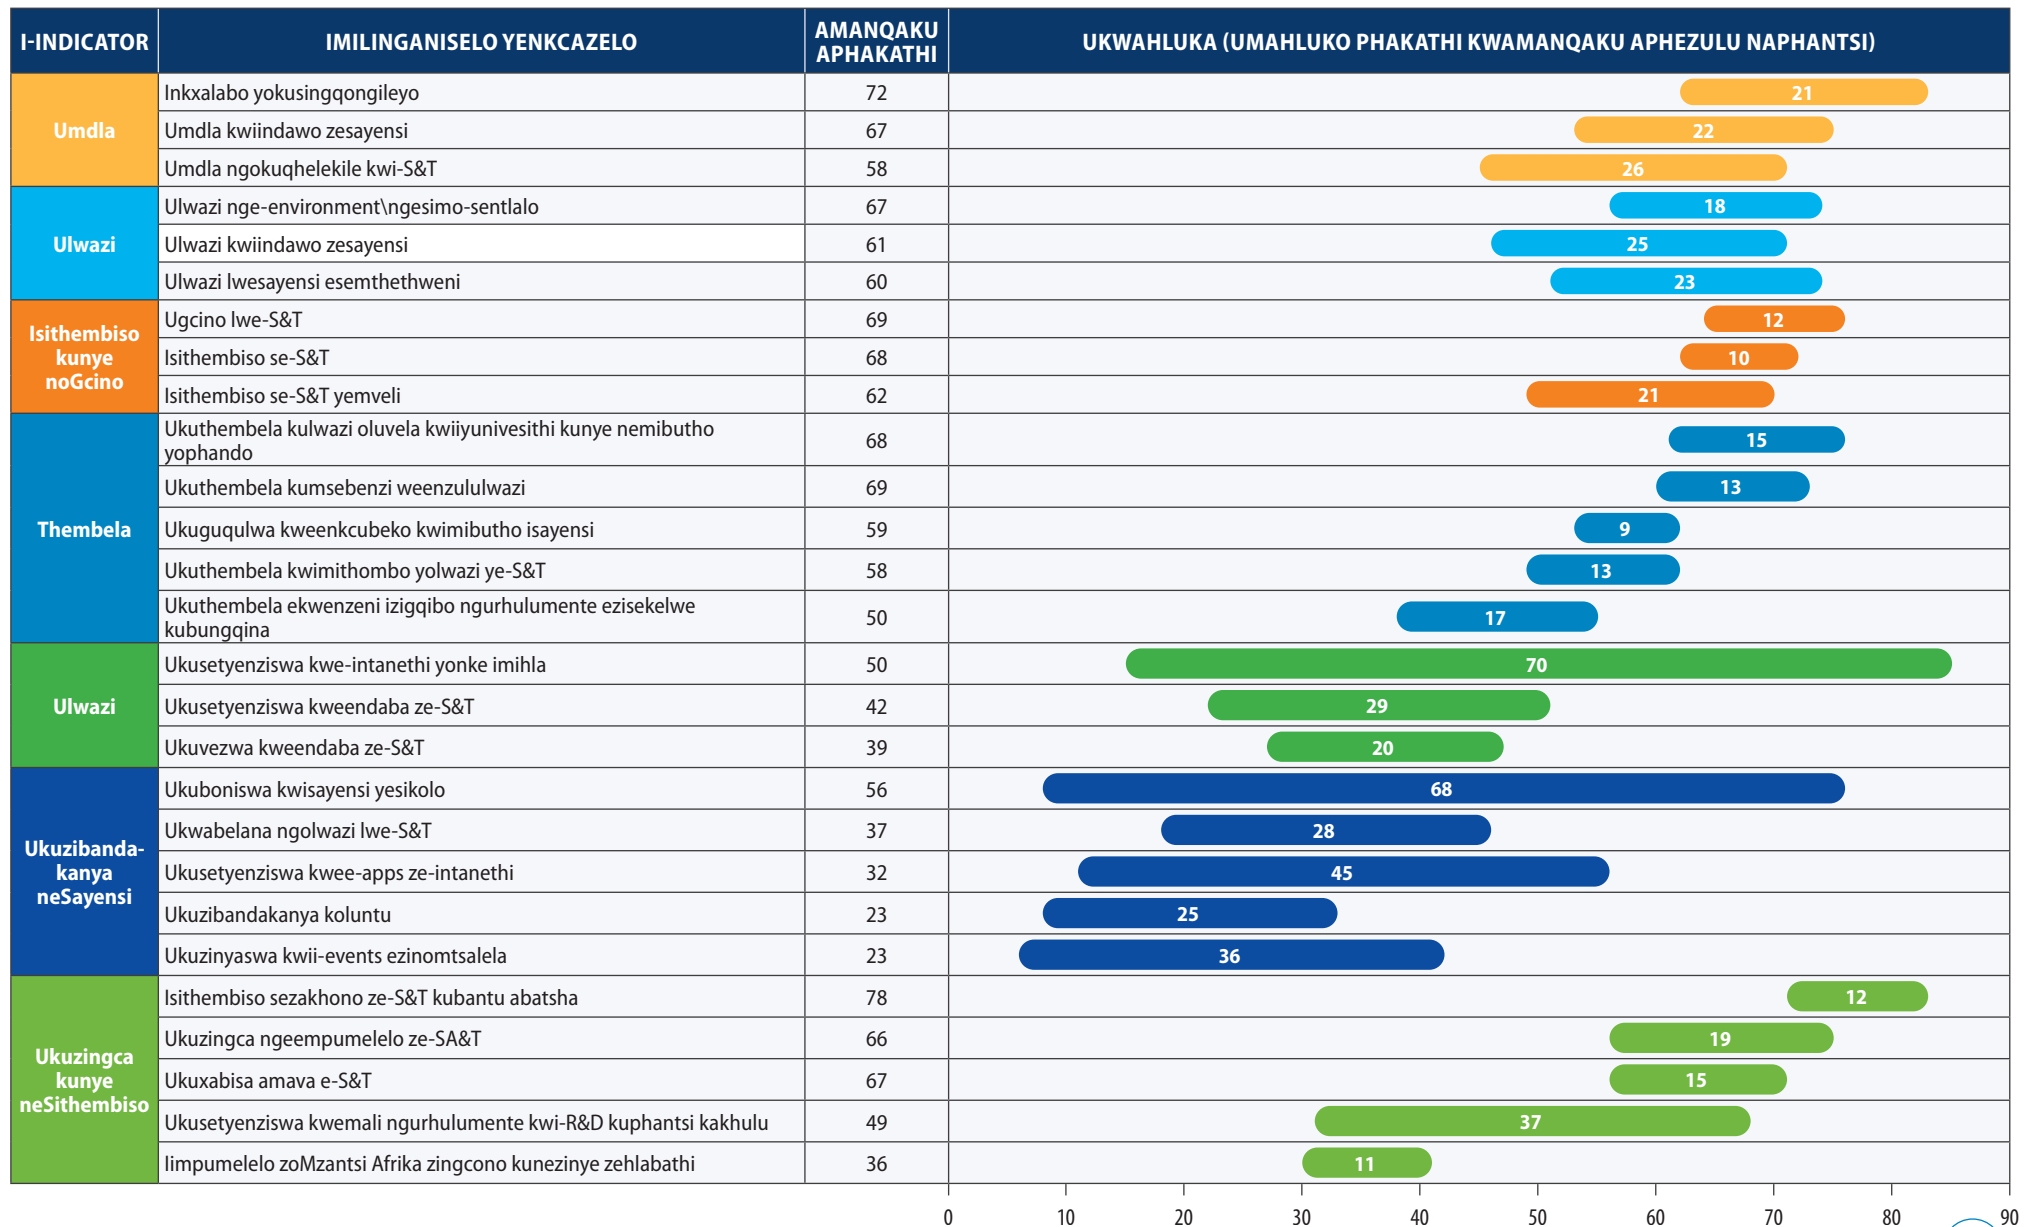 I-INDICATOR IMILINGANISELO YENKCAZELO AMANQAKU APHAKATHI UKWAHLUKA (UMAHLUKO PHAKATHI KWAMANQAKU APHEZULU NAPHANTSI)
Umdla
Inkxalabo yokusingqongileyo 72 21
Umdla kwiindawo zesayensi 67 22
Umdla ngokuqhelekile kwi-S&T 58 26
Ulwazi
Ulwazi nge-environment\ngesimo-sentlalo 67 18
Ulwazi kwiindawo zesayensi 61 25
Ulwazi lwesayensi esemthethweni 60 23
Isithembiso
kunye
noGcino
Ugcino lwe-S&T 69 12
Isithembiso se-S&T 68 10
Isithembiso se-S&T yemveli 62 21
Thembela
Ukuthembela kulwazi oluvela kwiiyunivesithi kunye nemibutho
yophando 68 15
Ukuthembela kumsebenzi weenzululwazi 69 13
Ukuguqulwa kweenkcubeko kwimibutho isayensi 59 9
Ukuthembela kwimithombo yolwazi ye-S&T 58 13
Ukuthembela ekwenzeni izigqibo ngurhulumente ezisekelwe
kubungqina 50 17
Ulwazi
Ukusetyenziswa kwe-intanethi yonke imihla 50 70
Ukusetyenziswa kweendaba ze-S&T 42 29
Ukuvezwa kweendaba ze-S&T 39 20
Ukuzibanda-
kanya
neSayensi
Ukuboniswa kwisayensi yesikolo 56 68
Ukwabelana ngolwazi lwe-S&T 37 28
Ukusetyenziswa kwee-apps ze-intanethi 32 45
Ukuzibandakanya koluntu 23 25
Ukuzinyaswa kwii-events ezinomtsalela 23 36
Ukuzingca
kunye
neSithembiso
Isithembiso sezakhono ze-S&T kubantu abatsha 78 12
Ukuzingca ngeempumelelo ze-SA&T 66 19
Ukuxabisa amava e-S&T 67 15
Ukusetyenziswa kwemali ngurhulumente kwi-R&D kuphantsi kakhulu 49 37
Iimpumelelo zoMzantsi Afrika zingcono kunezinye zehlabathi 36 11
0 10 20 30 40 50 60 70 80 90